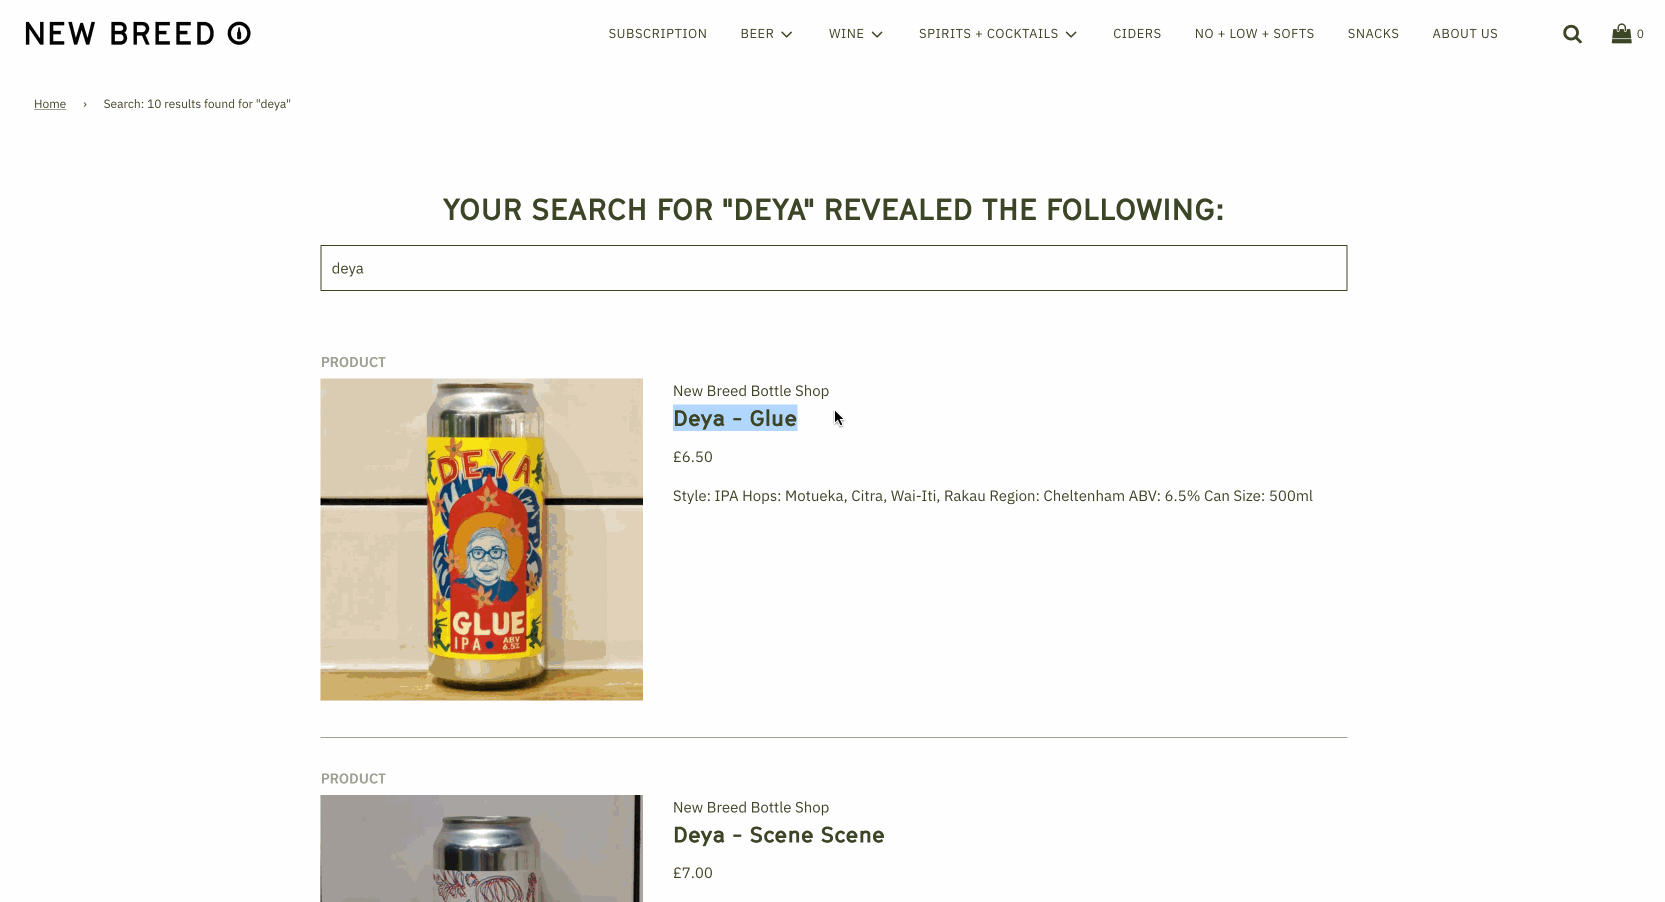 NEW BREED
SUBSCRIPTION
BEER
WINE
SPIRITS + COCKTAILS
CIDERS
NO + LOW + SOFTS
SNACKS
ABOUT US
0
Home › Search: 10 results found for "deya"
YOUR SEARCH FOR "DEYA" REVEALED THE FOLLOWING:
deya
PRODUCT
DEYA
GLUE
IPA ABV
6.5%
New Breed Bottle Shop
Deya - Glue
£6.50
Style: IPA Hops: Motueka, Citra, Wai-Iti, Rakau Region: Cheltenham ABV: 6.5% Can Size: 500ml
PRODUCT
New Breed Bottle Shop
Deya - Scene Scene
£7.00